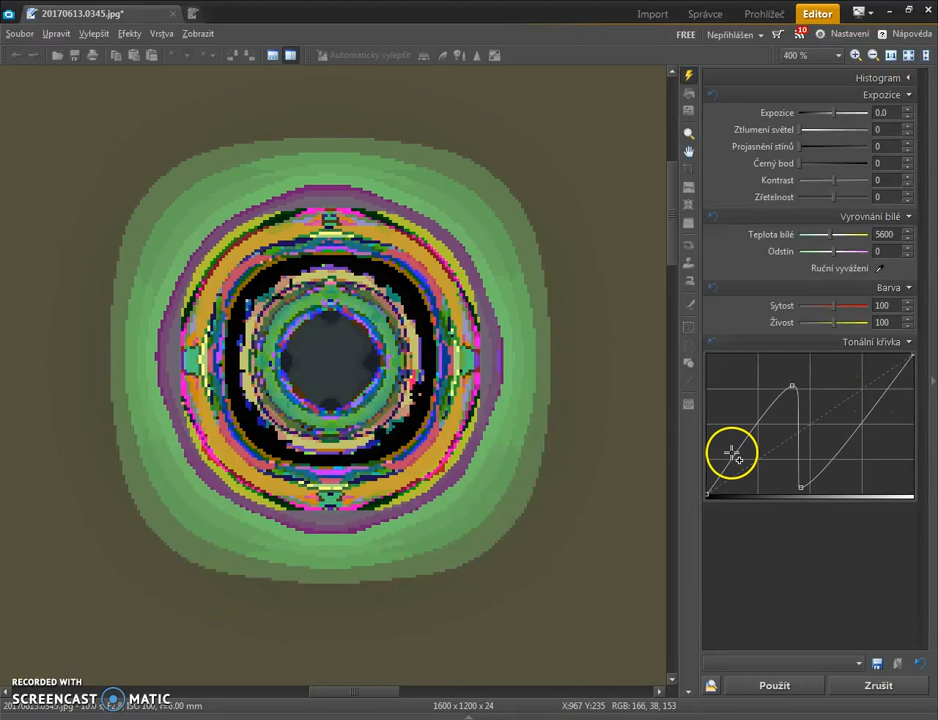 20170613.0345.jpg*
Import
Správce
Prohlížeč
Editor
Soubor
Upravit
Vylepšit
Efekty
Vrstva
Zobrazit
FREE
Nepřihlášen
10
Nastavení
Nápověda
Automaticky vylepšit
400 %
Histogram
Expozice
Expozice 0.0
Ztlumení světel 0
Projasnění stínů 0
Černý bod 0
Kontrast 0
Zřetelnost 0
Vyrovnání bílé
Teplota bílé 5600
Odstín 0
Ruční vyvážení
Barva
Sytost 100
Živost 100
Tonální křivka
Použít
Zrušit
RECORDED WITH
SCREENCAST MATIC
1600 x 1200 x 24
X:967 Y:235
RGB: 166, 38, 153